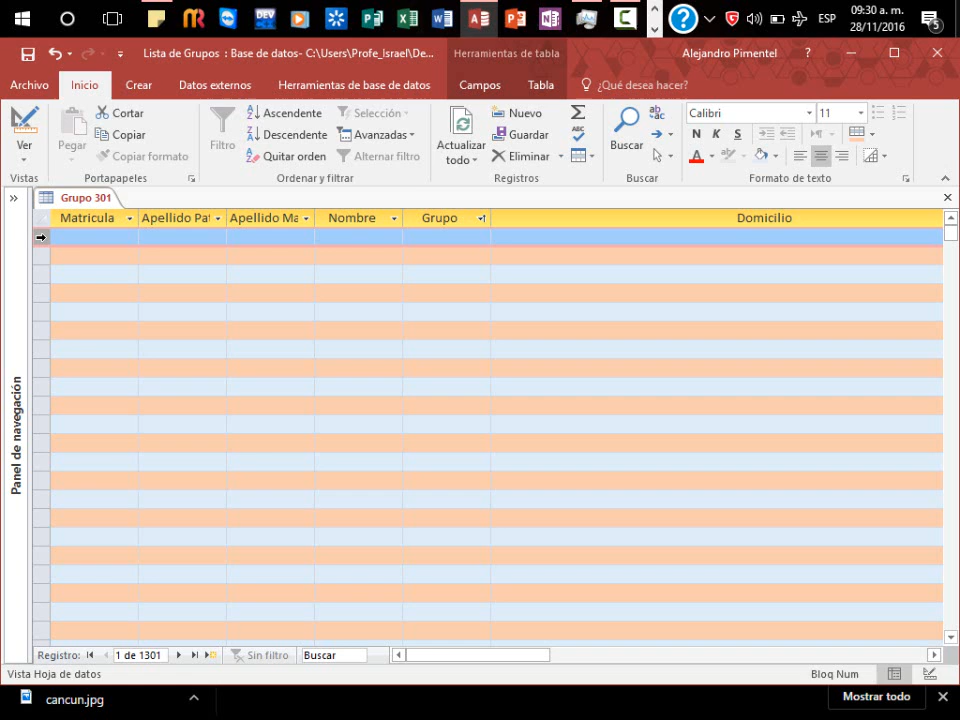 09:30 a. m.
ESP
28/11/2016
5
Lista de Grupos : Base de datos- C:\Users\Profe_Israel\De...
Herramientas de tabla
Alejandro Pimentel
Archivo
Inicio
Crear
Datos externos
Herramientas de base de datos
Campos
Tabla
¿Qué desea hacer?
Ver
Vistas
Pegar
Cortar
Copiar
Copiar formato
Portapapeles
Filtro
Ascendente
Descendente
Quitar orden
Selección
Avanzadas
Alternar filtro
Ordenar y filtrar
Actualizar
todo
Nuevo
Guardar
Eliminar
Registros
Buscar
Buscar
Calibri
11
N K S
A
Formato de texto
Grupo 301
Matricula
Apellido Pat
Apellido Ma
Nombre
Grupo
Domicilio
Panel de navegación
Registro:
1 de 1301
Sin filtro
Buscar
Vista Hoja de datos
Bloq Num
cancun.jpg
Mostrar todo